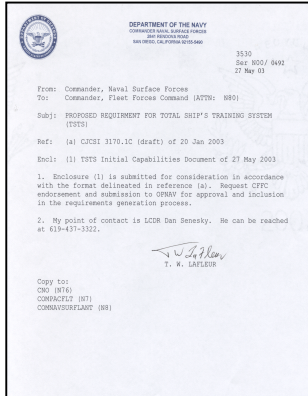 DEPARTMENT OF THE NAVY
COMMANDER NAVAL SURFACE FORCES
2841 RENDOVA ROAD
SAN DIEGO, CALIFORNIA 92155-5490
3530
Ser N00/ 0492
27 May 03
From: Commander, Naval Surface Forces
To: Commander, Fleet Forces Command (ATTN: N80)
Subj: PROPOSED REQUIRMENT FOR TOTAL SHIP'S TRAINING SYSTEM
(TSTS)
Ref: (a) CJCSI 3170.1C (draft) of 20 Jan 2003
Encl: (1) TSTS Initial Capabilities Document of 27 May 2003
1. Enclosure (1) is submitted for consideration in accordance
with the format delineated in reference (a). Request CFFC
endorsement and submission to OPNAV for approval and inclusion
in the requirements generation process.
2. My point of contact is LCDR Dan Senesky. He can be reached
at 619-437-3322.
T W LaFleur
T. W. LAFLEUR
Copy to:
CNO (N76)
COMPACFLT (N7)
COMNAVSURFLANT (N8)